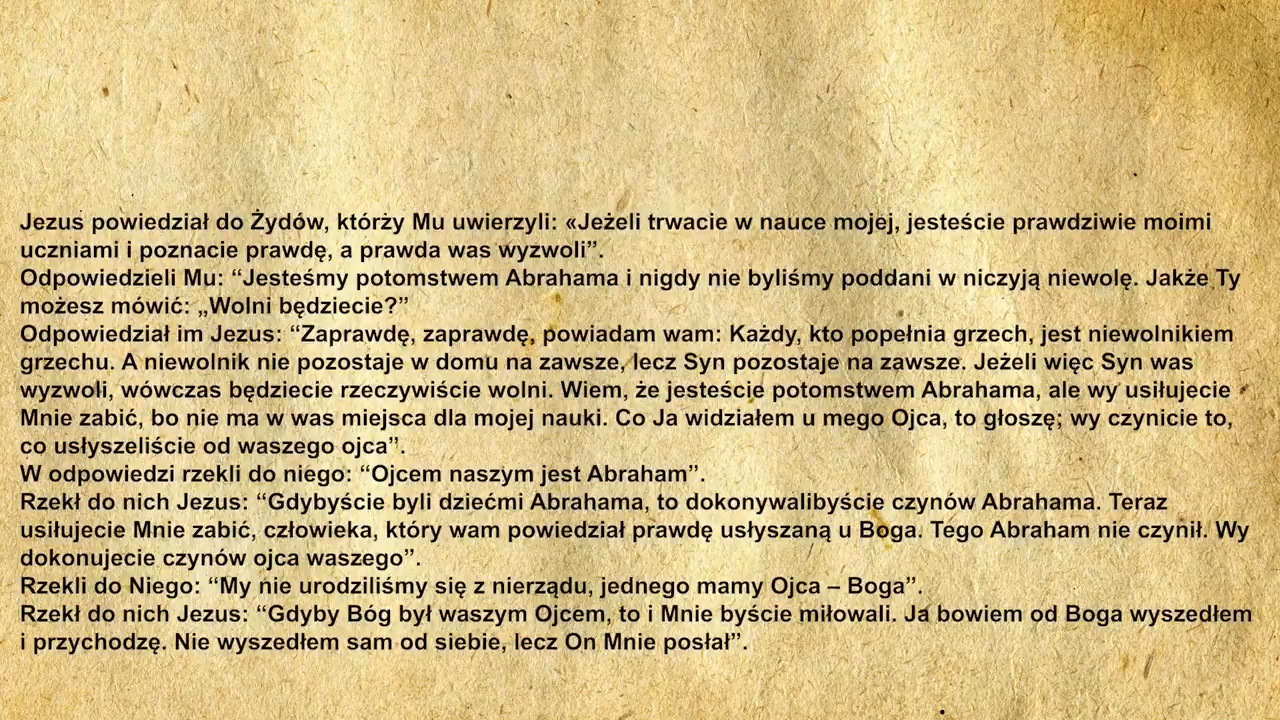 Jezus powiedział do Żydów, którzy Mu uwierzyli: «Jeżeli trwacie w nauce mojej, jesteście prawdziwie moimi
uczniami i poznacie prawdę, a prawda was wyzwoli”.
Odpowiedzieli Mu: “Jesteśmy potomstwem Abrahama i nigdy nie byliśmy poddani w niczyją niewolę. Jakże Ty
możesz mówić: „Wolni będziecie?”
Odpowiedział im Jezus: “Zaprawdę, zaprawdę, powiadam wam: Każdy, kto popełnia grzech, jest niewolnikiem
grzechu. A niewolnik nie pozostaje w domu na zawsze, lecz Syn pozostaje na zawsze. Jeżeli więc Syn was
wyzwoli, wówczas będziecie rzeczywiście wolni. Wiem, że jesteście potomstwem Abrahama, ale wy usiłujecie
Mnie zabić, bo nie ma w was miejsca dla mojej nauki. Co Ja widziałem u mego Ojca, to głoszę; wy czynicie to,
co usłyszeliście od waszego ojca”.
W odpowiedzi rzekli do niego: “Ojcem naszym jest Abraham”.
Rzekł do nich Jezus: “Gdybyście byli dziećmi Abrahama, to dokonywalibyście czynów Abrahama. Teraz
usiłujecie Mnie zabić, człowieka, który wam powiedział prawdę usłyszaną u Boga. Tego Abraham nie czynił. Wy
dokonujecie czynów ojca waszego”.
Rzekli do Niego: “My nie urodziliśmy się z nierządu, jednego mamy Ojca – Boga”.
Rzekł do nich Jezus: “Gdyby Bóg był waszym Ojcem, to i Mnie byście miłowali. Ja bowiem od Boga wyszedłem
i przychodzę. Nie wyszedłem sam od siebie, lecz On Mnie posłał”.